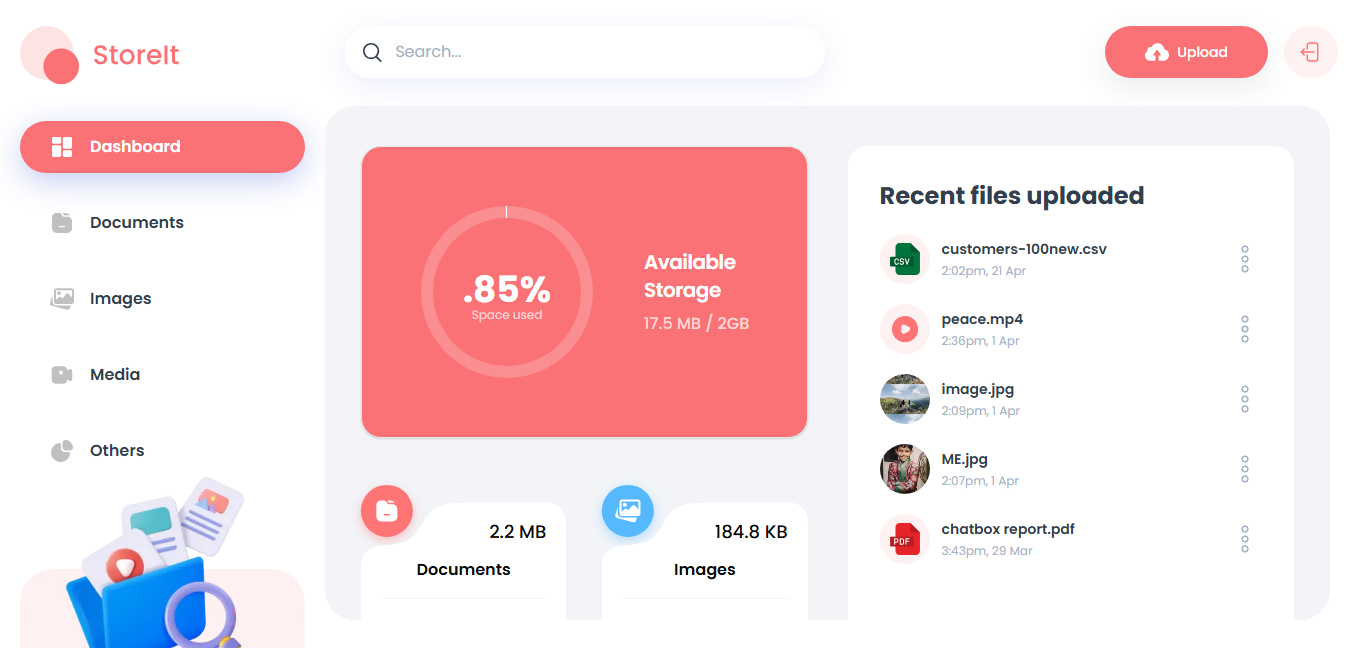 StoreIt
Search...
Upload
Dashboard
Documents
Images
Media
Others
.85%
Space used
Available
Storage
17.5 MB / 2GB
2.2 MB
Documents
184.8 KB
Images
Recent files uploaded
CSV
customers-100new.csv
2:02pm, 21 Apr
peace.mp4
2:36pm, 1 Apr
image.jpg
2:09pm, 1 Apr
ME.jpg
2:07pm, 1 Apr
PDF
chatbox report.pdf
3:43pm, 29 Mar